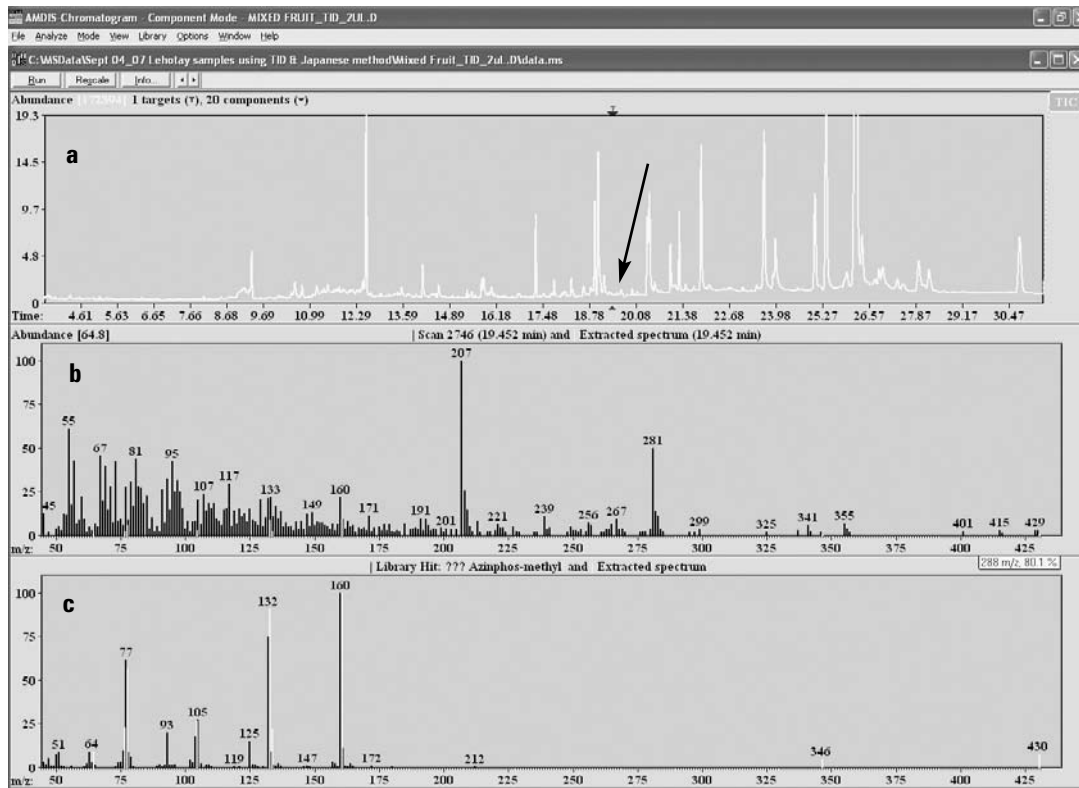 AMDIS Chromatogram - Component Mode - MIXED FRUIT_TID_2UL.D
File Analyze Mode View Library Options Window Help
C:\MSData\Sept 04_07 Lehotay samples using TID & Japanese method\Mixed Fruit_TID_2ul..D\data.ms
Run Rescale Info...
Abundance 1 targets (T), 20 components (▾) TIC
T
19.3
a
14.5
9.7
4.8
0
Time: 4.61 5.63 6.65 7.66 8.68 9.69 10.99 12.29 13.59 14.89 16.18 17.48 18.78 20.08 21.38 22.68 23.98 25.27 26.57 27.87 29.17 30.47
Abundance [64.8] | Scan 2746 (19.452 min) and Extracted spectrum (19.452 min)
100
207
b
75
55
50
281
67 81 95
25
45 107 117 133 149 160 171 191 201 221 239 256 267 299 325 341 355 401 415 429
0
m/z: 50 75 100 125 150 175 200 225 250 275 300 325 350 375 400 425
| Library Hit: ??? Azinphos-methyl and Extracted spectrum
288 m/z, 80.1 %
100
160
c
132
75
77
50
25
51 64 93 105 119 125 147 172 212 346 430
0
m/z: 50 75 100 125 150 175 200 225 250 275 300 325 350 375 400 425